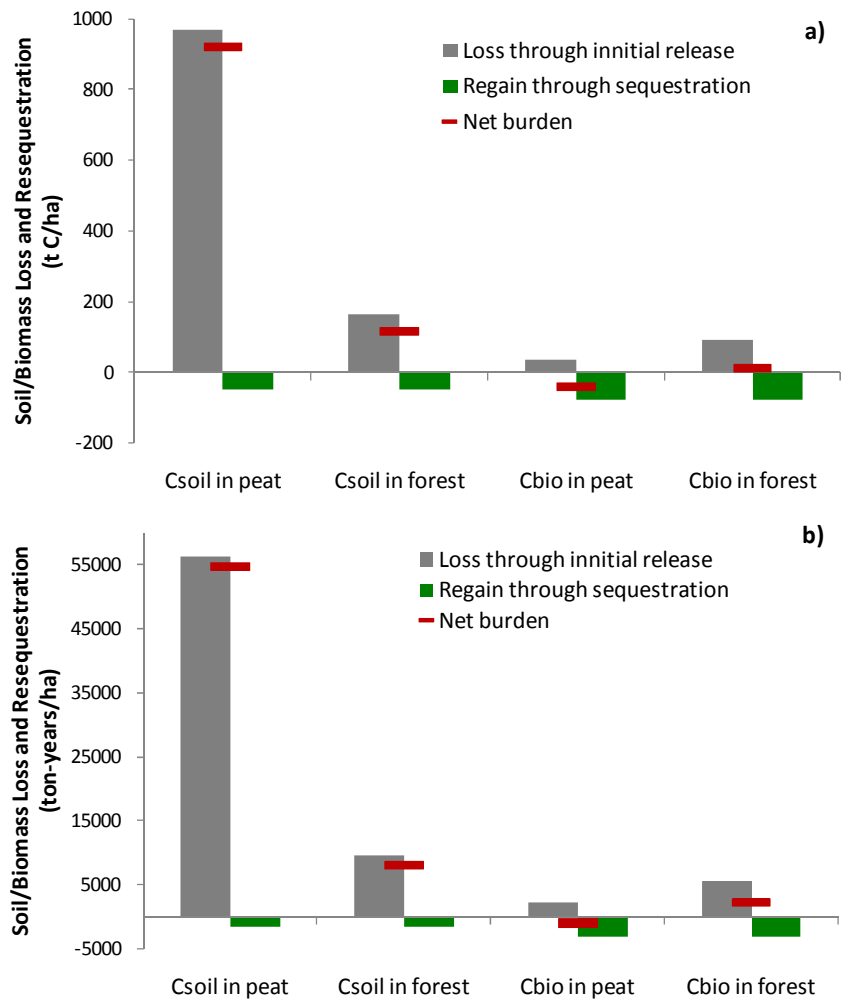 a)
Loss through innitial release
Regain through sequestration
Net burden
Soil/Biomass Loss and Resequestration
(t C/ha)
1000
800
600
400
200
0
-200
Csoil in peat Csoil in forest Cbio in peat Cbio in forest
b)
Loss through innitial release
Regain through sequestration
Net burden
Soil/Biomass Loss and Resequestration
(ton-years/ha)
55000
45000
35000
25000
15000
5000
-5000
Csoil in peat Csoil in forest Cbio in peat Cbio in forest